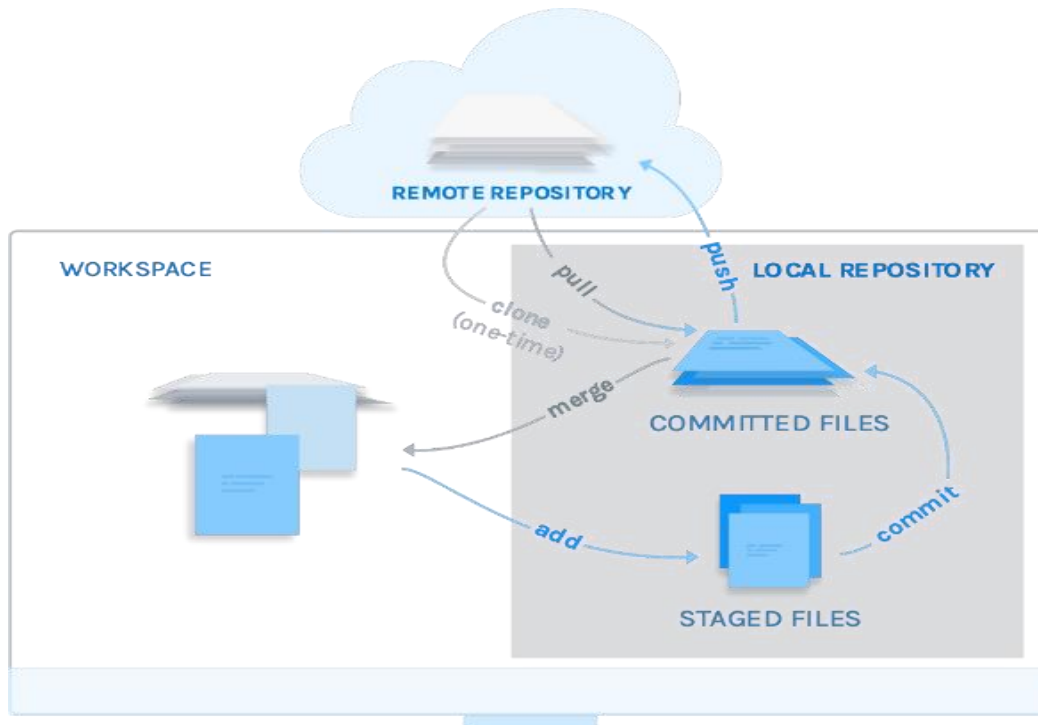 REMOTE REPOSITORY
WORKSPACE
LOCAL REPOSITORY
push
pull
clone
(one-time)
merge
COMMITTED FILES
add
commit
STAGED FILES